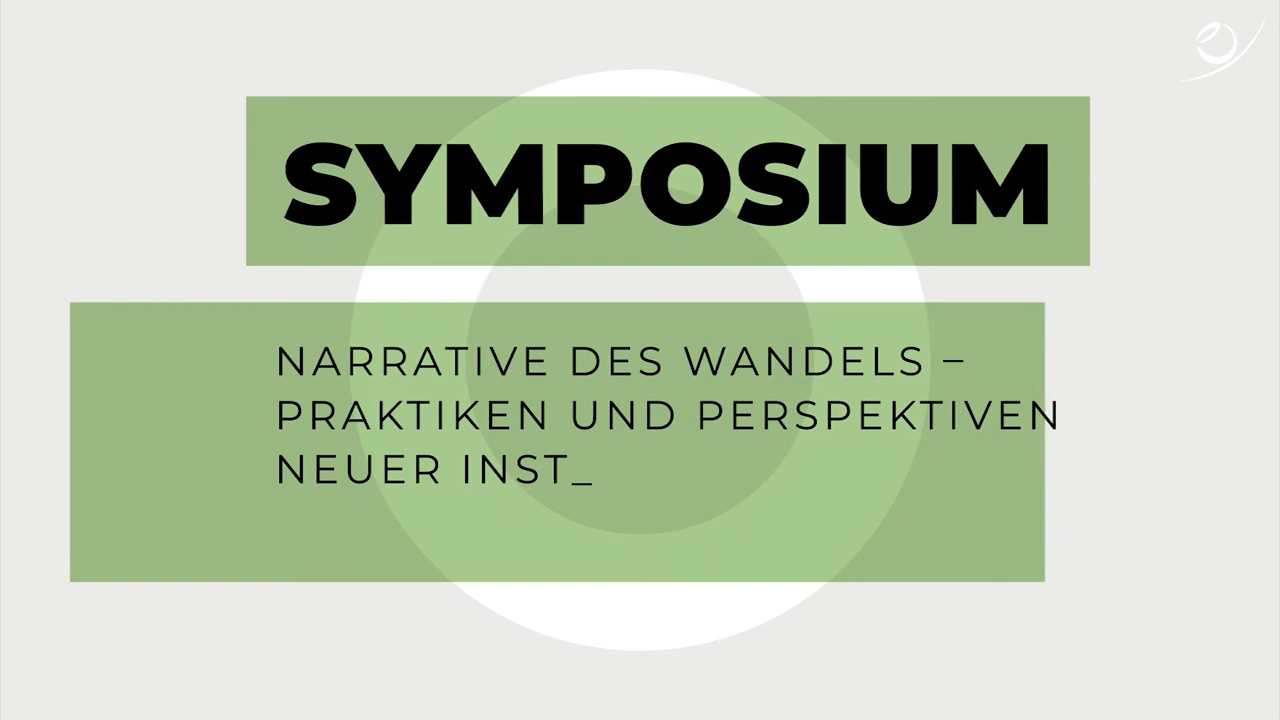 SYMPOSIUM
NARRATIVE DES WANDELS –
PRAKTIKEN UND PERSPEKTIVEN
NEUER INST_